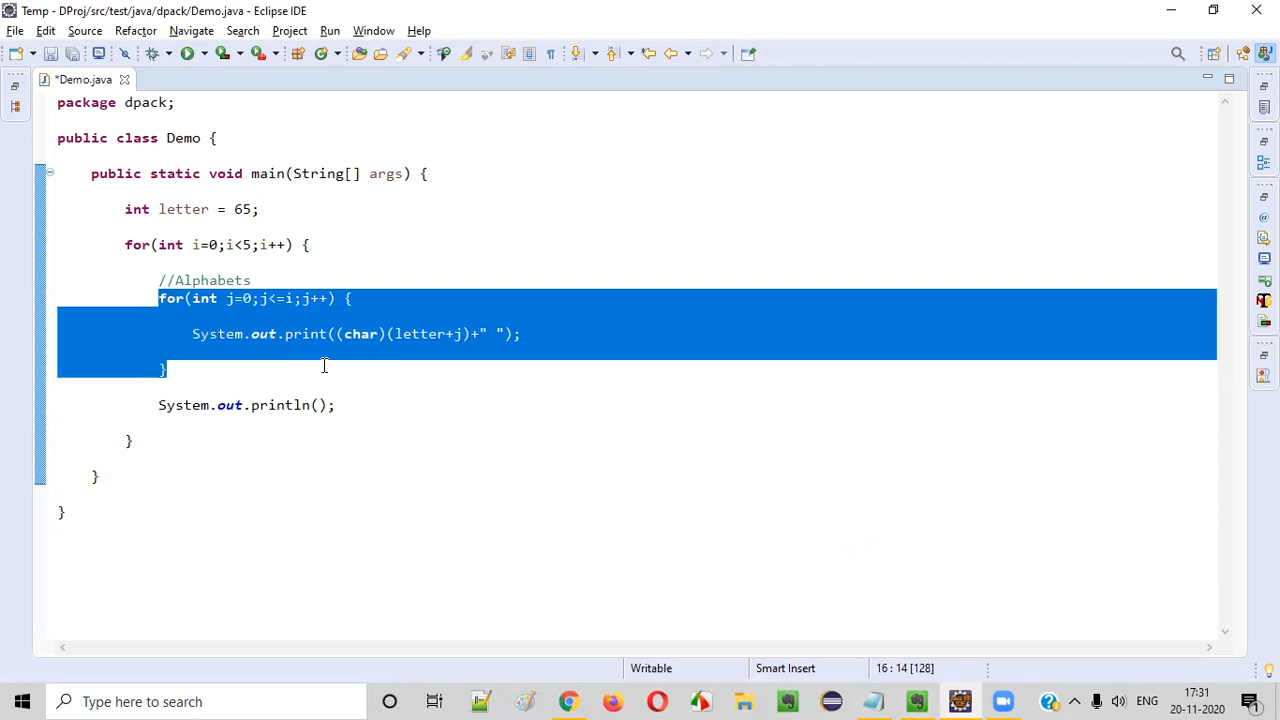 Temp - DProj/src/test/java/dpack/Demo.java - Eclipse IDE
File Edit Source Refactor Navigate Search Project Run Window Help
*Demo.java
package dpack;
public class Demo {
public static void main(String[] args) {
int letter = 65;
for(int i=0;i<5;i++) {
//Alphabets
for(int j=0;j<=i;j++) {
System.out.print((char)(letter+j)+" ");
}
System.out.println();
}
}
}
Writable Smart Insert 16 : 14 [128]
Type here to search
ENG
17:31
20-11-2020